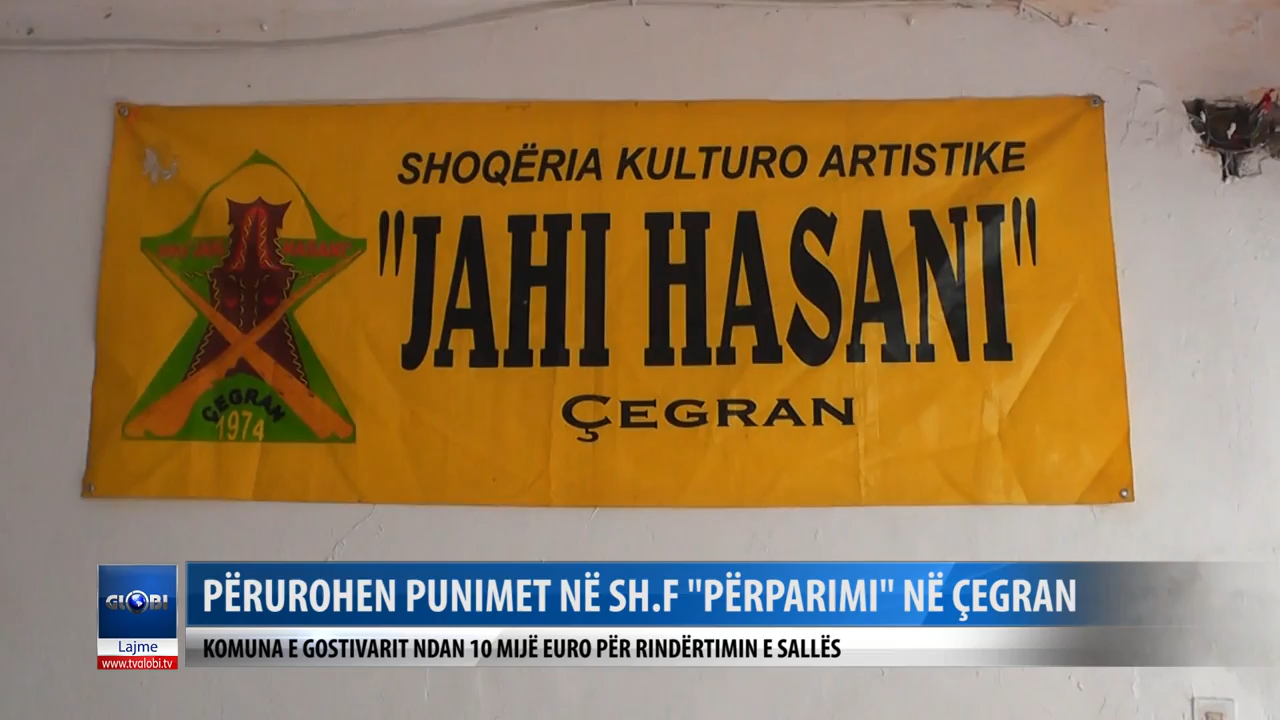 SHOQËRIA KULTURO ARTISTIKE
"JAHI HASANI"
ÇEGRAN
HASANI
ÇEGRAN
1974
GLOBI
Lajme
www.tvglobi.tv
PËRUROHEN PUNIMET NË SH.F "PËRPARIMI" NË ÇEGRAN
KOMUNA E GOSTIVARIT NDAN 10 MIJË EURO PËR RINDËRTIMIN E SALLËS